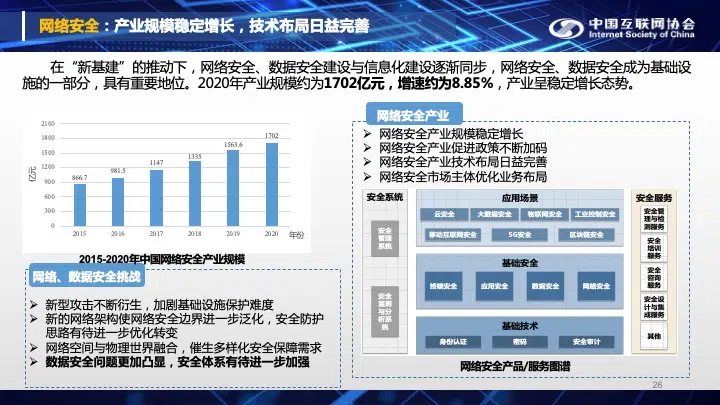 网络安全：产业规模稳定增长，技术布局日益完善
中国互联网协会
Internet Society of China
在“新基建”的推动下，网络安全、数据安全建设与信息化建设逐渐同步，网络安全、数据安全成为基础设
施的一部分，具有重要地位。2020年产业规模约为1702亿元，增速约为8.85%，产业呈稳定增长态势。
2100
1800
1500
1200
900
600
300
0
亿元
866.7
981.5
1147
1335
1563.6
1702
2015
2016
2017
2018
2019
2020
年份
2015-2020年中国网络安全产业规模
网络、数据安全挑战
➢ 新型攻击不断衍生，加剧基础设施保护难度
➢ 新的网络架构使网络安全边界进一步泛化，安全防护
思路有待进一步优化转变
➢ 网络空间与物理世界融合，催生多样化安全保障需求
➢ 数据安全问题更加凸显，安全体系有待进一步加强
网络安全产业
➢ 网络安全产业规模稳定增长
➢ 网络安全产业促进政策不断加码
➢ 网络安全产业技术布局日益完善
➢ 网络安全市场主体优化业务布局
安全系统
安全
管理
系统
安全
监测
与分
析系
统
应用场景
云安全
大数据安全
物联网安全
工业控制安全
移动互联网安全
5G安全
区块链安全
基础安全
终端安全
应用安全
数据安全
网络安全
基础技术
身份认证
密码
安全审计
安全服务
安全管
理与检
测服务
安全
培训
服务
安全
咨询
服务
安全设
计与集
成服务
其他
网络安全产品/服务图谱
26